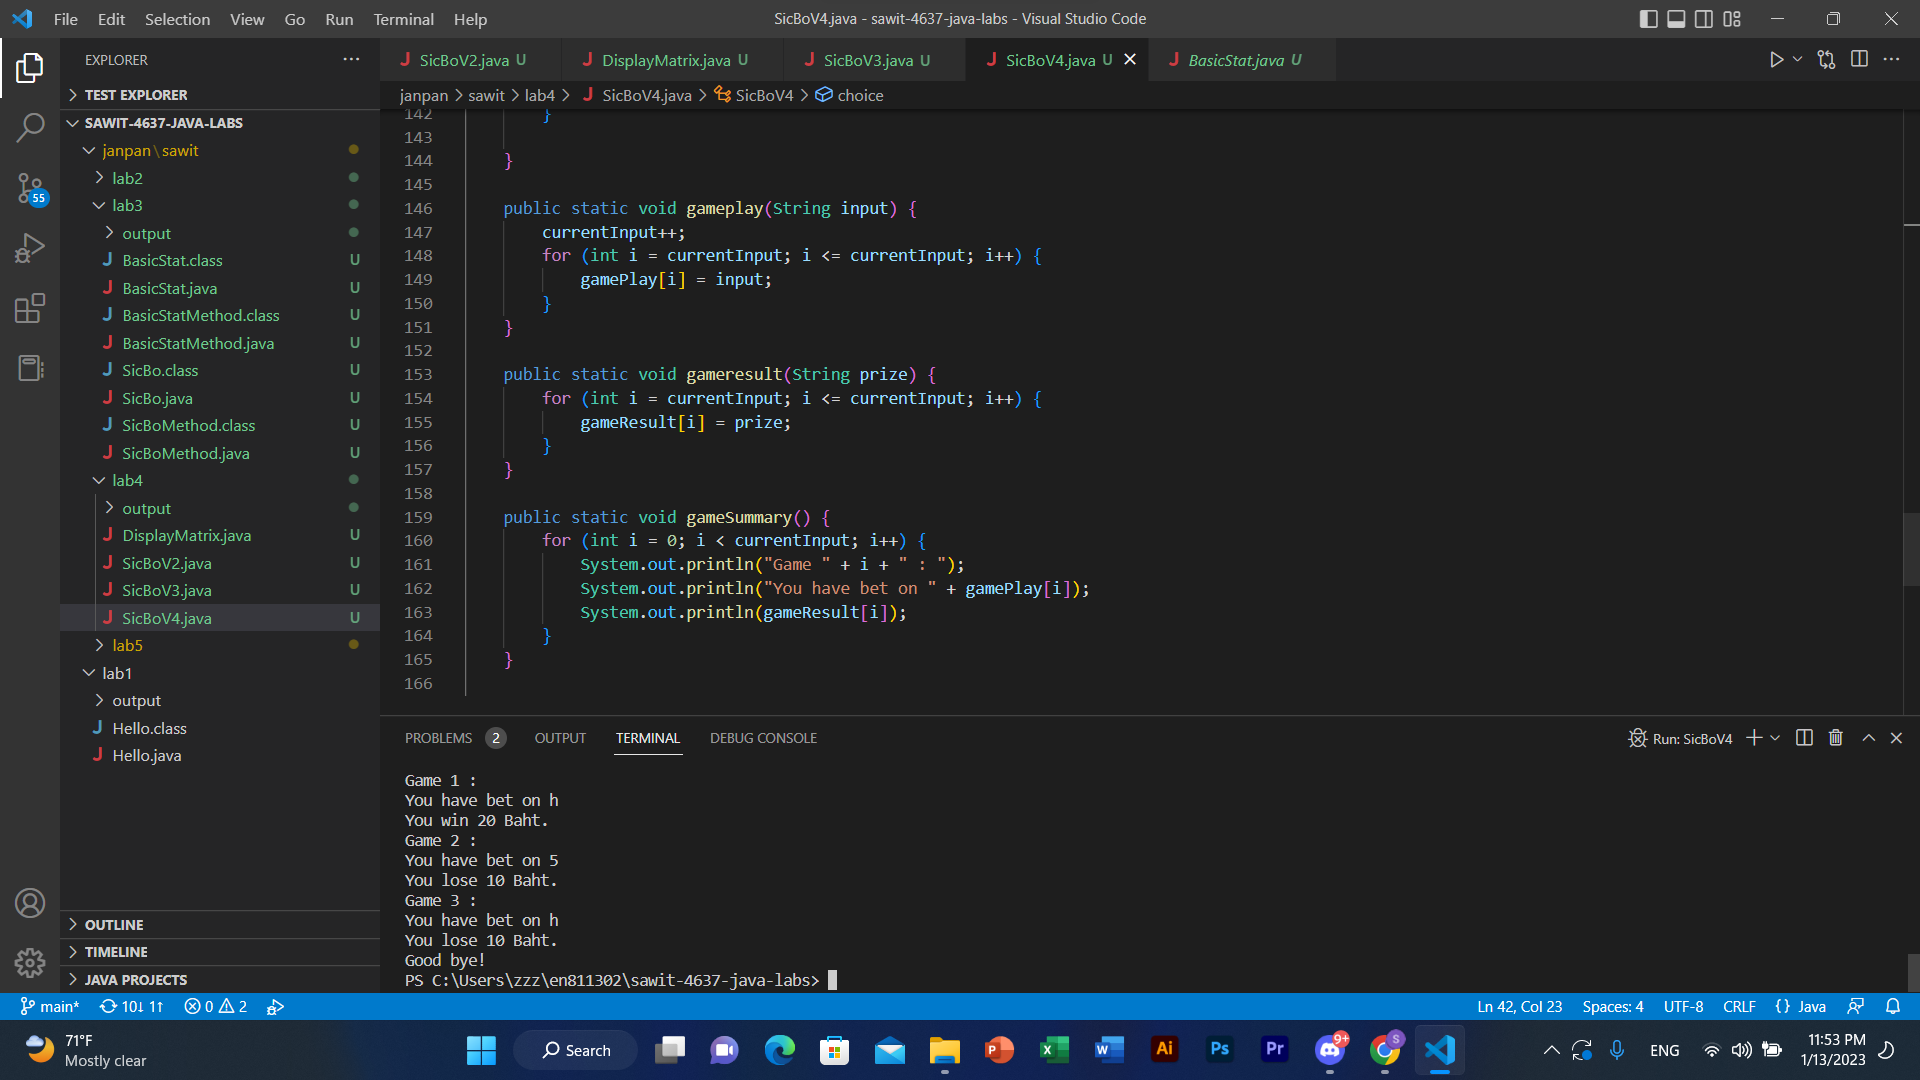 File Edit Selection View Go Run Terminal Help
SicBoV4.java - sawit-4637-java-labs - Visual Studio Code
EXPLORER
TEST EXPLORER
SAWIT-4637-JAVA-LABS
janpan\sawit
lab2
lab3
output
BasicStat.class U
BasicStat.java U
BasicStatMethod.class U
BasicStatMethod.java U
SicBo.class U
SicBo.java U
SicBoMethod.class U
SicBoMethod.java U
lab4
output
DisplayMatrix.java U
SicBoV2.java U
SicBoV3.java U
SicBoV4.java U
lab5
lab1
output
Hello.class
Hello.java
OUTLINE
TIMELINE
JAVA PROJECTS
55
SicBoV2.java U DisplayMatrix.java U SicBoV3.java U SicBoV4.java U BasicStat.java U
janpan > sawit > lab4 > SicBoV4.java > SicBoV4 > choice
142 }
143
144 }
145
146 public static void gameplay(String input) {
147 currentInput++;
148 for (int i = currentInput; i <= currentInput; i++) {
149 gamePlay[i] = input;
150 }
151 }
152
153 public static void gameresult(String prize) {
154 for (int i = currentInput; i <= currentInput; i++) {
155 gameResult[i] = prize;
156 }
157 }
158
159 public static void gameSummary() {
160 for (int i = 0; i < currentInput; i++) {
161 System.out.println("Game " + i + " : ");
162 System.out.println("You have bet on " + gamePlay[i]);
163 System.out.println(gameResult[i]);
164 }
165 }
166
PROBLEMS 2 OUTPUT TERMINAL DEBUG CONSOLE
Run: SicBoV4
Game 1 :
You have bet on h
You win 20 Baht.
Game 2 :
You have bet on 5
You lose 10 Baht.
Game 3 :
You have bet on h
You lose 10 Baht.
Good bye!
PS C:\Users\zzz\en811302\sawit-4637-java-labs>
main* 10↓ 1↑ 0 2
Ln 42, Col 23 Spaces: 4 UTF-8 CRLF {} Java
71°F
Mostly clear
Search
P
X
W
Ai
Ps
Pr
9+
S
ENG
11:53 PM
1/13/2023